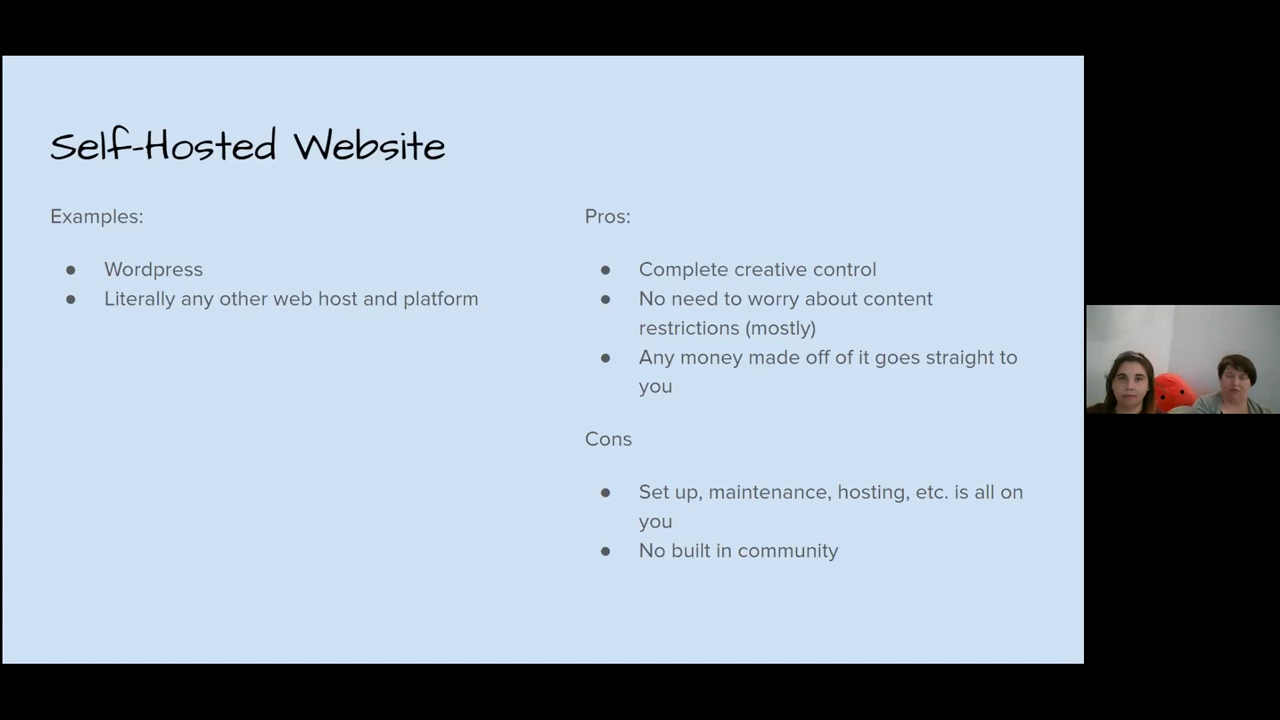 Self-Hosted Website
Examples:
● Wordpress
● Literally any other web host and platform
Pros:
● Complete creative control
● No need to worry about content
restrictions (mostly)
● Any money made off of it goes straight to
you
Cons
● Set up, maintenance, hosting, etc. is all on
you
● No built in community